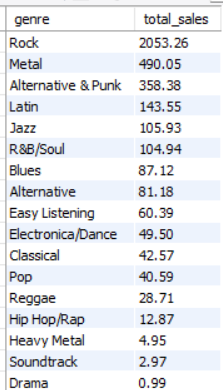 genre total_sales
Rock 2053.26
Metal 490.05
Alternative & Punk 358.38
Latin 143.55
Jazz 105.93
R&B/Soul 104.94
Blues 87.12
Alternative 81.18
Easy Listening 60.39
Electronica/Dance 49.50
Classical 42.57
Pop 40.59
Reggae 28.71
Hip Hop/Rap 12.87
Heavy Metal 4.95
Soundtrack 2.97
Drama 0.99